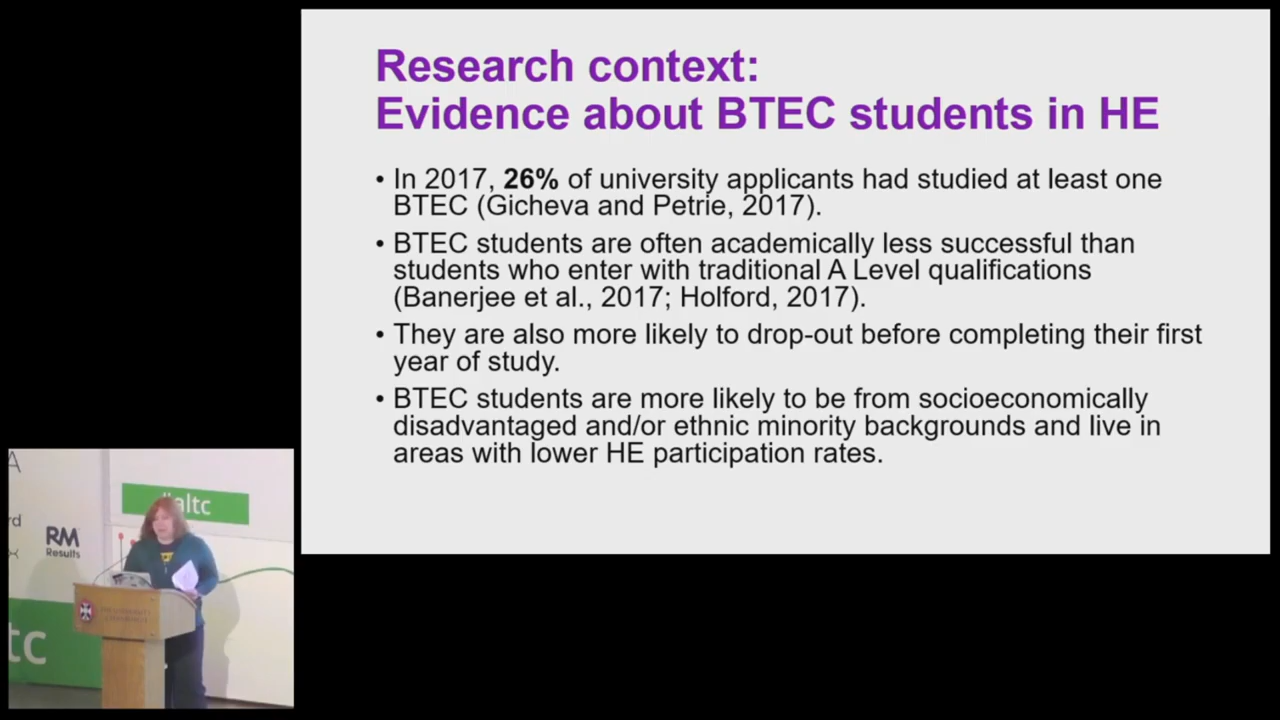 Research context:
Evidence about BTEC students in HE
• In 2017, 26% of university applicants had studied at least one
BTEC (Gicheva and Petrie, 2017).
• BTEC students are often academically less successful than
students who enter with traditional A Level qualifications
(Banerjee et al., 2017; Holford, 2017).
• They are also more likely to drop-out before completing their first
year of study.
• BTEC students are more likely to be from socioeconomically
disadvantaged and/or ethnic minority backgrounds and live in
areas with lower HE participation rates.
A
#altc
rd
RM
Results
tc